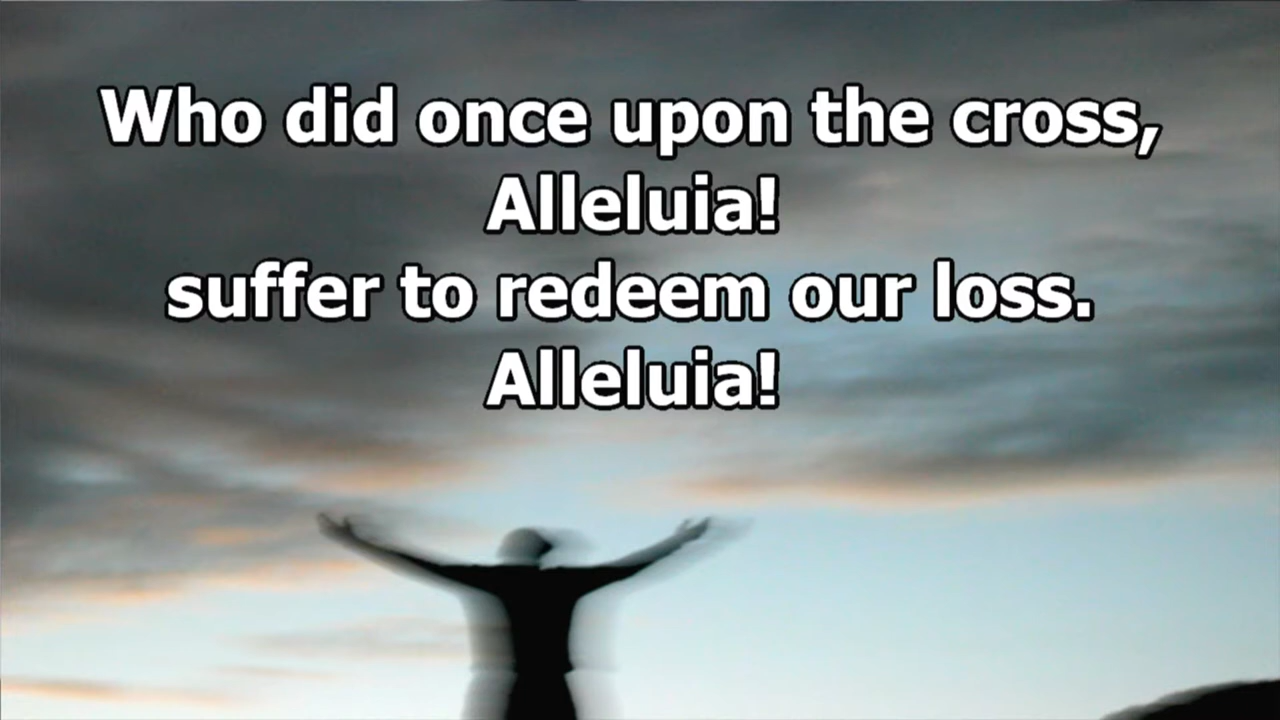 Who did once upon the cross,
Alleluia!
suffer to redeem our loss.
Alleluia!